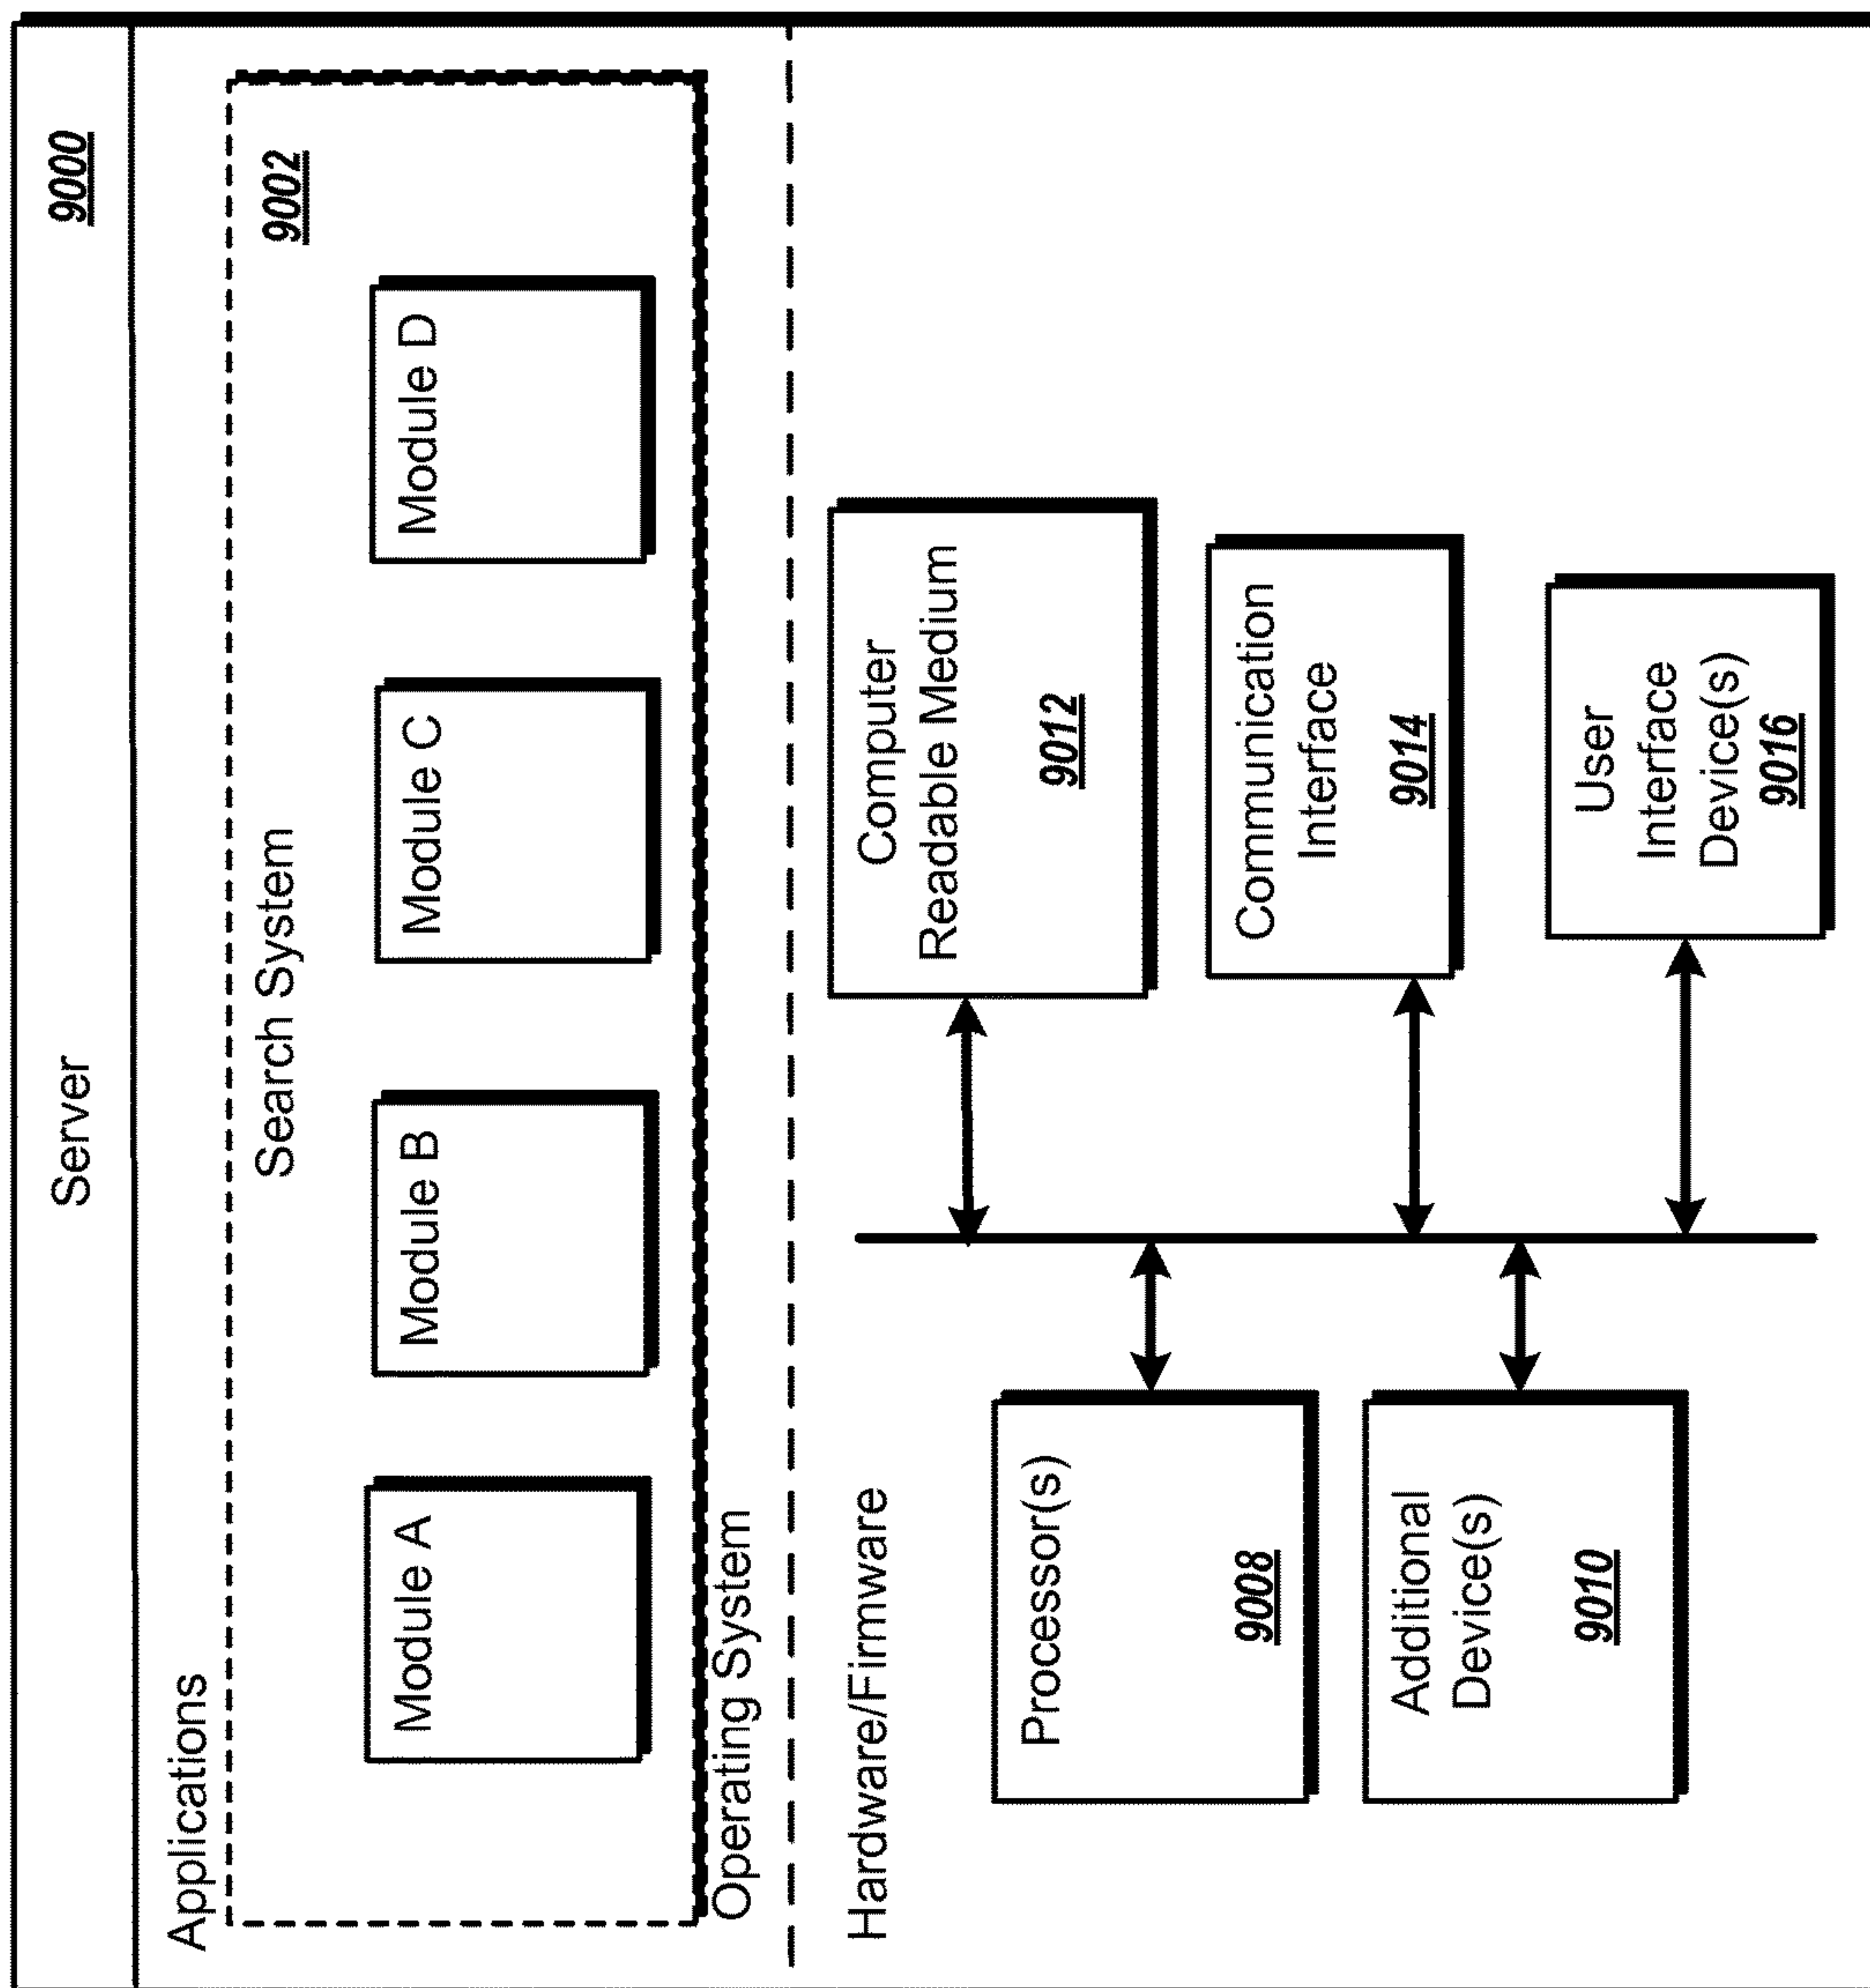 Server
9000
Applications
Search System
9002
Module A
Module B
Module C
Module D
Operating System
Hardware/Firmware
Processor(s)
9008
Additional
Device(s)
9010
Computer
Readable Medium
9012
Communication
Interface
9014
User
Interface
Device(s)
9016